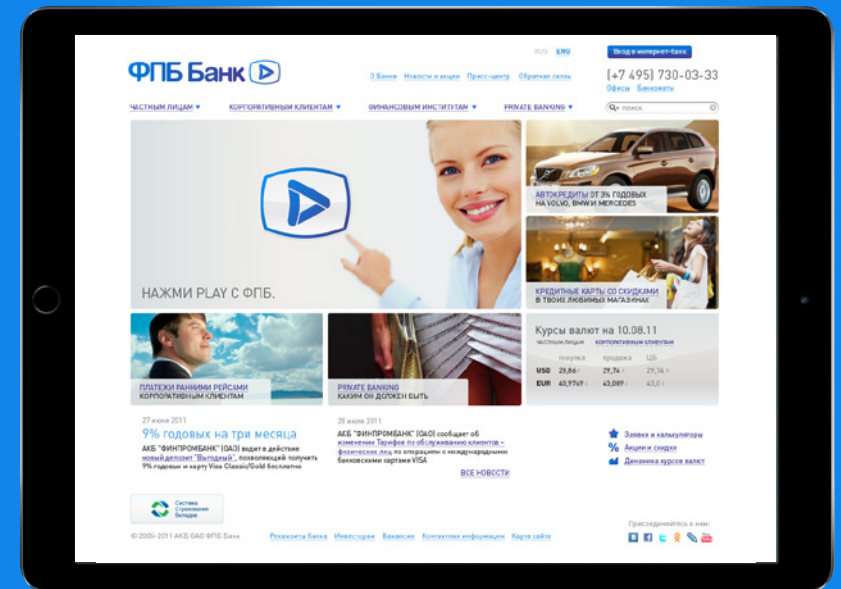 RUS ENG
Вход в интернет-банк
ФПБ Банк
О Банке Новости и акции Пресс-центр Обратная связь
(+7 495) 730-03-33
Офисы Банкоматы
ЧАСТНЫМ ЛИЦАМ ▼ КОРПОРАТИВНЫМ КЛИЕНТАМ ▼ ФИНАНСОВЫМ ИНСТИТУТАМ ▼ PRIVATE BANKING ▼
поиск
НАЖМИ PLAY С ФПБ.
АВТОКРЕДИТЫ ОТ 3% ГОДОВЫХ
НА VOLVO, BMW И MERCEDES
КРЕДИТНЫЕ КАРТЫ СО СКИДКАМИ
В ТВОИХ ЛЮБИМЫХ МАГАЗИНАХ
ПЛАТЕЖИ РАННИМИ РЕЙСАМИ
КОРПОРАТИВНЫМ КЛИЕНТАМ
PRIVATE BANKING
КАКИМ ОН ДОЛЖЕН БЫТЬ
Курсы валют на 10.08.11
ЧАСТНЫМ ЛИЦАМ КОРПОРАТИВНЫМ КЛИЕНТАМ
покупка продажа ЦБ
USD 28,86 29,74 29,34
EUR 40,9749 43,089 43,0
27 июня 2011
9% годовых на три месяца
АКБ "ФИНПРОМБАНК" (ОАО) водит в действие
новый депозит "Выгодный", позволяющей получить
9% годовых и карту Visa Classic/Gold бесплатно
20 июля 2011
АКБ "ФИНПРОМБАНК" (ОАО) сообщает об
изменении Тарифов по обслуживанию клиентов –
физических лиц по операциям с международными
банковскими картами VISA
ВСЕ НОВОСТИ
Заявки и калькуляторы
Акции и скидки
Динамика курсов валют
Система
Страхования
Вкладов
© 2005-2011 АКБ ОАО ФПБ Банк Реквизиты банка Инвесторам Вакансии Контактная информация Карта сайта
Присоединяйтесь к нам: